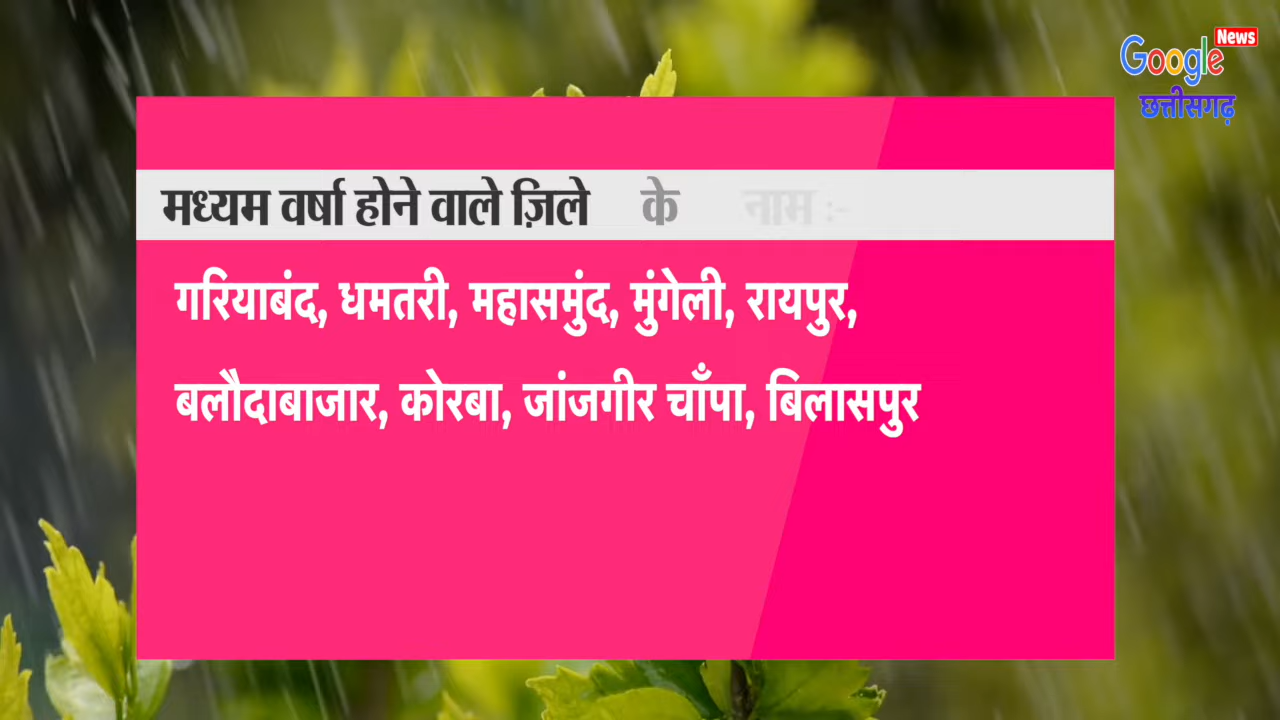 Google News
छत्तीसगढ़
मध्यम वर्षा होने वाले ज़िले के नाम :-
गरियाबंद, धमतरी, महासमुंद, मुंगेली, रायपुर,
बलौदाबाजार, कोरबा, जांजगीर चाँपा, बिलासपुर